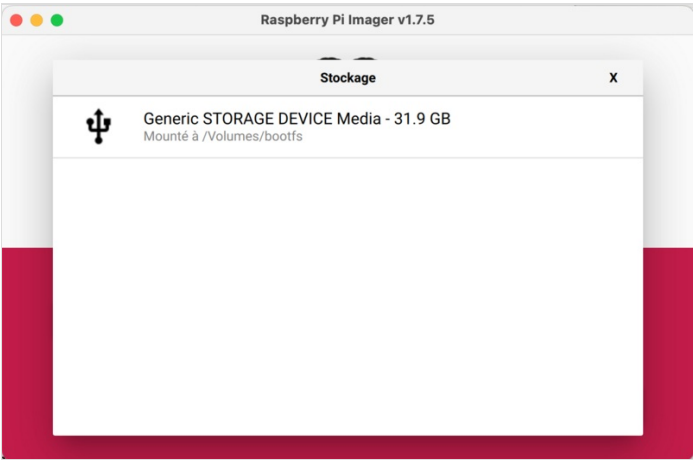 Raspberry Pi Imager v1.7.5
Stockage X
Generic STORAGE DEVICE Media - 31.9 GB
Mounté à /Volumes/bootfs